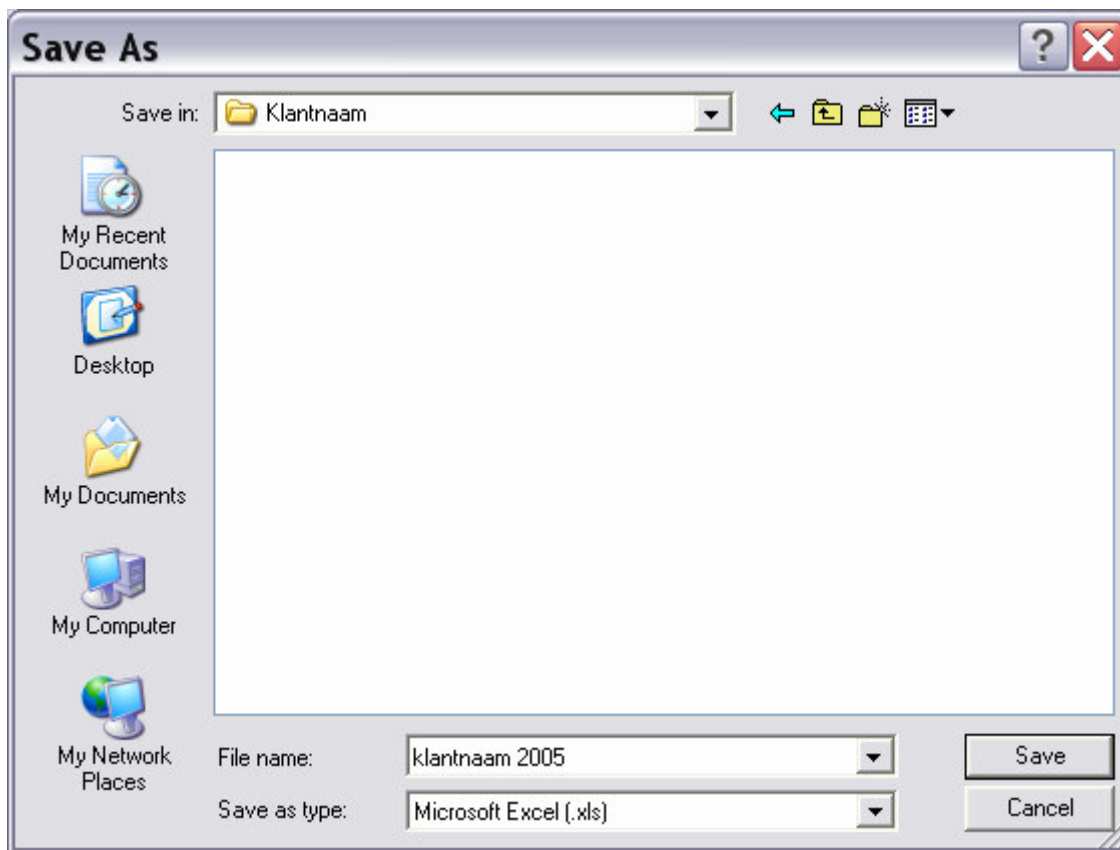 Save As
Save in:
Klantnaam
My Recent
Documents
Desktop
My Documents
My Computer
My Network
Places
File name:
klantnaam 2005
Save
Save as type:
Microsoft Excel (.xls)
Cancel